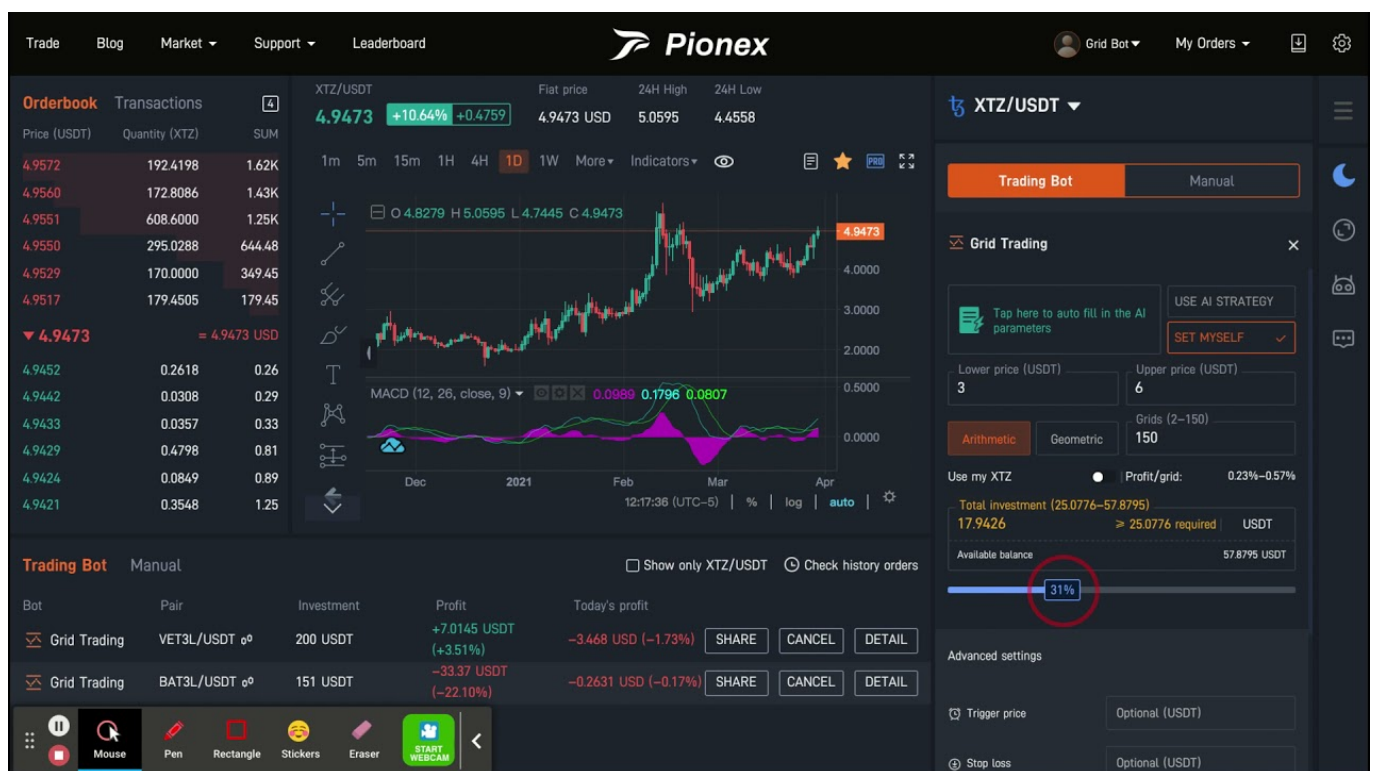 Trade Blog Market Support Leaderboard Pionex Grid Bot My Orders
Orderbook Transactions 4
Price (USDT) Quantity (XTZ) SUM
4.9572 192.4198 1.62K
4.9560 172.8086 1.43K
4.9551 608.6000 1.25K
4.9550 295.0288 644.48
4.9529 170.0000 349.45
4.9517 179.4505 179.45
4.9473 = 4.9473 USD
4.9452 0.2618 0.26
4.9442 0.0308 0.29
4.9433 0.0357 0.33
4.9429 0.4798 0.81
4.9424 0.0849 0.89
4.9421 0.3548 1.25
XTZ/USDT Fiat price 24H High 24H Low
4.9473 +10.64% +0.4759 4.9473 USD 5.0595 4.4558
1m 5m 15m 1H 4H 1D 1W More Indicators PRO
O 4.8279 H 5.0595 L 4.7445 C 4.9473
4.9473
4.0000
3.0000
2.0000
MACD (12, 26, close, 9) 0.0989 0.1796 0.0807
0.5000
0.0000
Dec 2021 Feb Mar Apr
12:17:36 (UTC-5) % log auto
XTZ/USDT
Trading Bot Manual
Grid Trading
Tap here to auto fill in the AI parameters
USE AI STRATEGY
SET MYSELF
Lower price (USDT) Upper price (USDT)
3 6
Arithmetic Geometric
Grids (2–150)
150
Use my XTZ Profit/grid: 0.23%–0.57%
Total investment (25.0776–57.8795)
17.9426 ≥ 25.0776 required USDT
Available balance 57.8795 USDT
31%
Advanced settings
Trigger price Optional (USDT)
Stop loss Optional (USDT)
Trading Bot Manual Show only XTZ/USDT Check history orders
Bot Pair Investment Profit Today's profit
Grid Trading VET3L/USDT 200 USDT +7.0145 USDT (+3.51%) −3.468 USD (−1.73%) SHARE CANCEL DETAIL
Grid Trading BAT3L/USDT 151 USDT −33.37 USDT (−22.10%) −0.2631 USD (−0.17%) SHARE CANCEL DETAIL
Mouse Pen Rectangle Stickers Eraser START WEBCAM